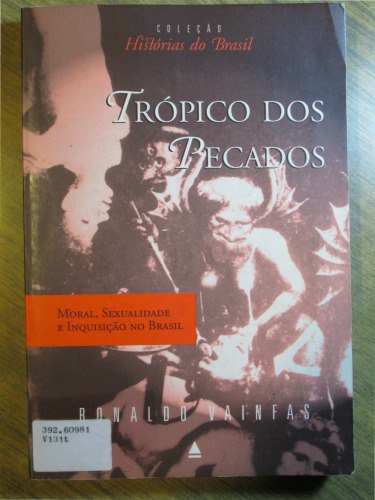 COLEÇÃO
Histórias do Brasil
TRÓPICO DOS
PECADOS
MORAL, SEXUALIDADE
E INQUISIÇÃO NO BRASIL
RONALDO VAINFAS
392.60981
V131t